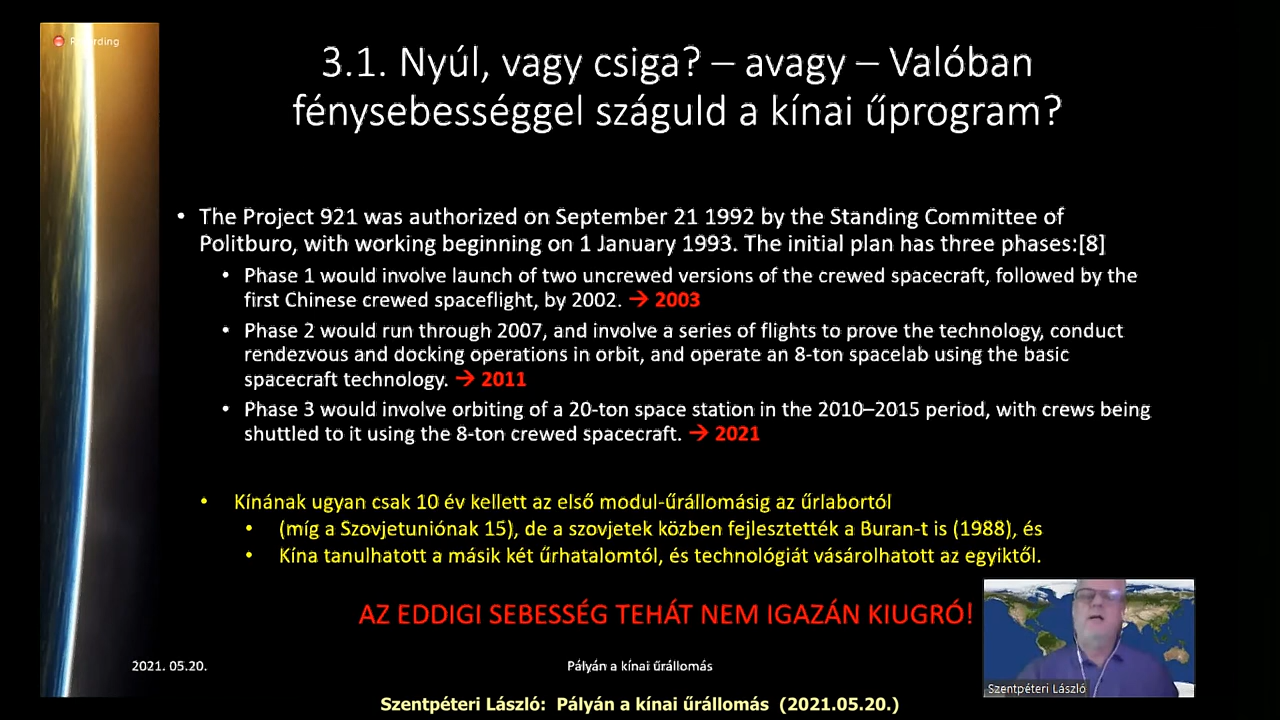 Recording
3.1. Nyúl, vagy csiga? – avagy – Valóban
fénysebességgel száguld a kínai űprogram?
• The Project 921 was authorized on September 21 1992 by the Standing Committee of
Politburo, with working beginning on 1 January 1993. The initial plan has three phases:[8]
• Phase 1 would involve launch of two uncrewed versions of the crewed spacecraft, followed by the
first Chinese crewed spaceflight, by 2002. → 2003
• Phase 2 would run through 2007, and involve a series of flights to prove the technology, conduct
rendezvous and docking operations in orbit, and operate an 8-ton spacelab using the basic
spacecraft technology. → 2011
• Phase 3 would involve orbiting of a 20-ton space station in the 2010–2015 period, with crews being
shuttled to it using the 8-ton crewed spacecraft. → 2021
• Kínának ugyan csak 10 év kellett az első modul-űrállomásig az űrlabortól
• (míg a Szovjetuniónak 15), de a szovjetek közben fejlesztették a Buran-t is (1988), és
• Kína tanulhatott a másik két űrhatalomtól, és technológiát vásárolhatott az egyiktől.
AZ EDDIGI SEBESSÉG TEHÁT NEM IGAZÁN KIUGRÓ!
2021. 05.20.
Pályán a kínai űrállomás
Szentpéteri László
Szentpéteri László: Pályán a kínai űrállomás (2021.05.20.)